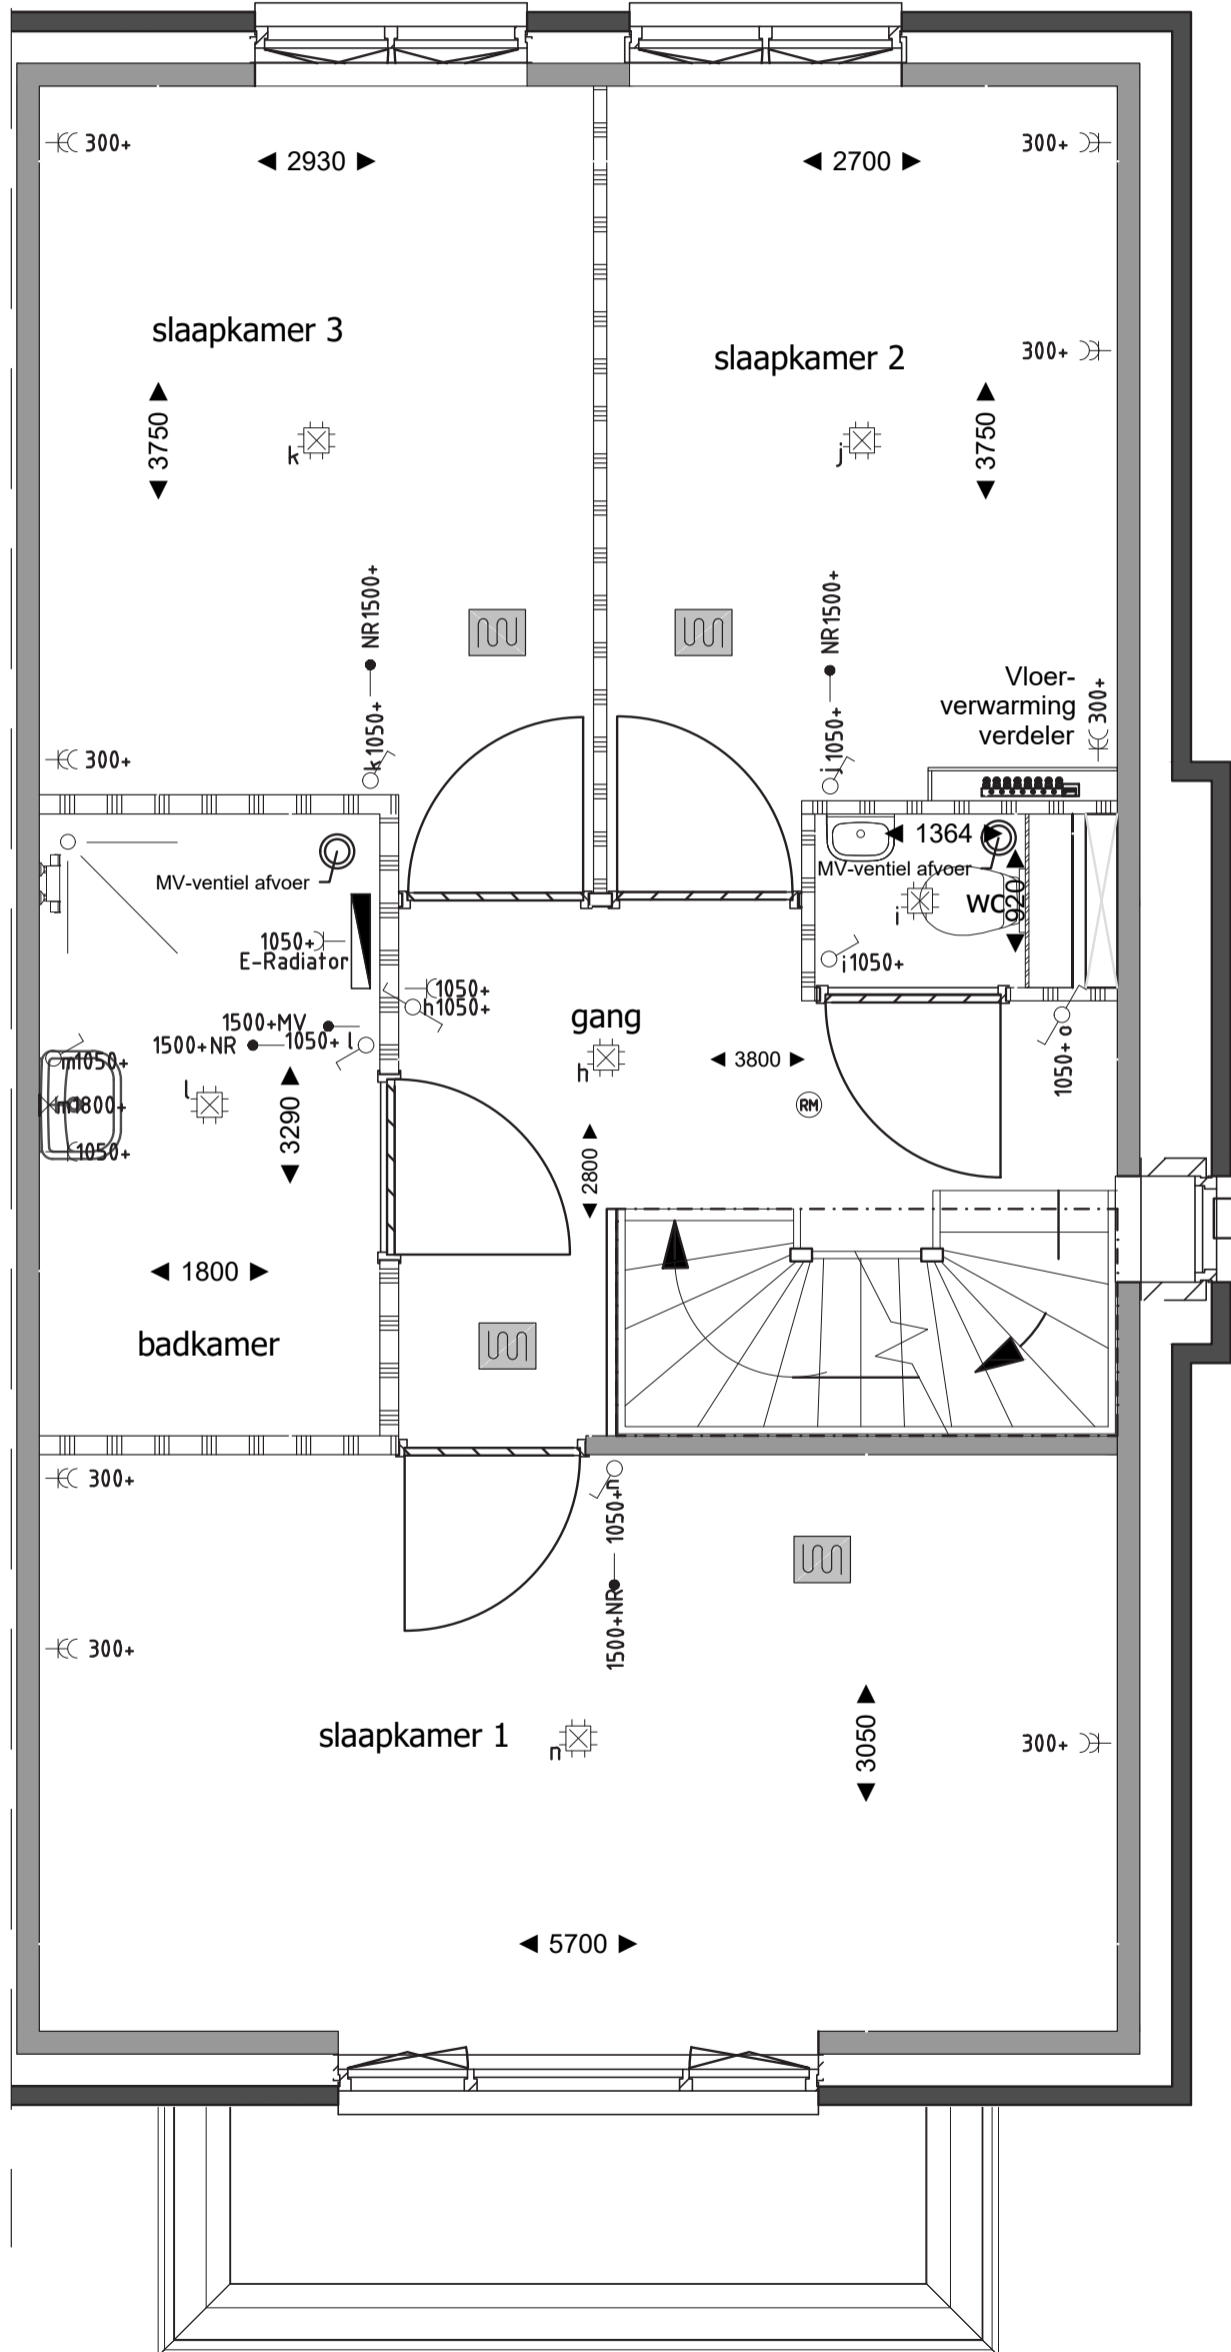 300+
2930
2700
300+
slaapkamer 3
slaapkamer 2
300+
3750
k
j
3750
NR1500+
NR1500+
k1050+
j1050+
Vloer-
verwarming
verdeler
300+
300+
MV-ventiel afvoer
1364
MV-ventiel afvoer
wc
920
i
1050+
E-Radiator
i1050+
1050+
h1050+
gang
1500+MV
1500+NR
1050+ l
1050+ o
m1050+
m1800+
1050+
l
3290
h
3800
RM
2800
1800
badkamer
300+
1050+n
1500+NR
300+
slaapkamer 1
n
3050
300+
5700